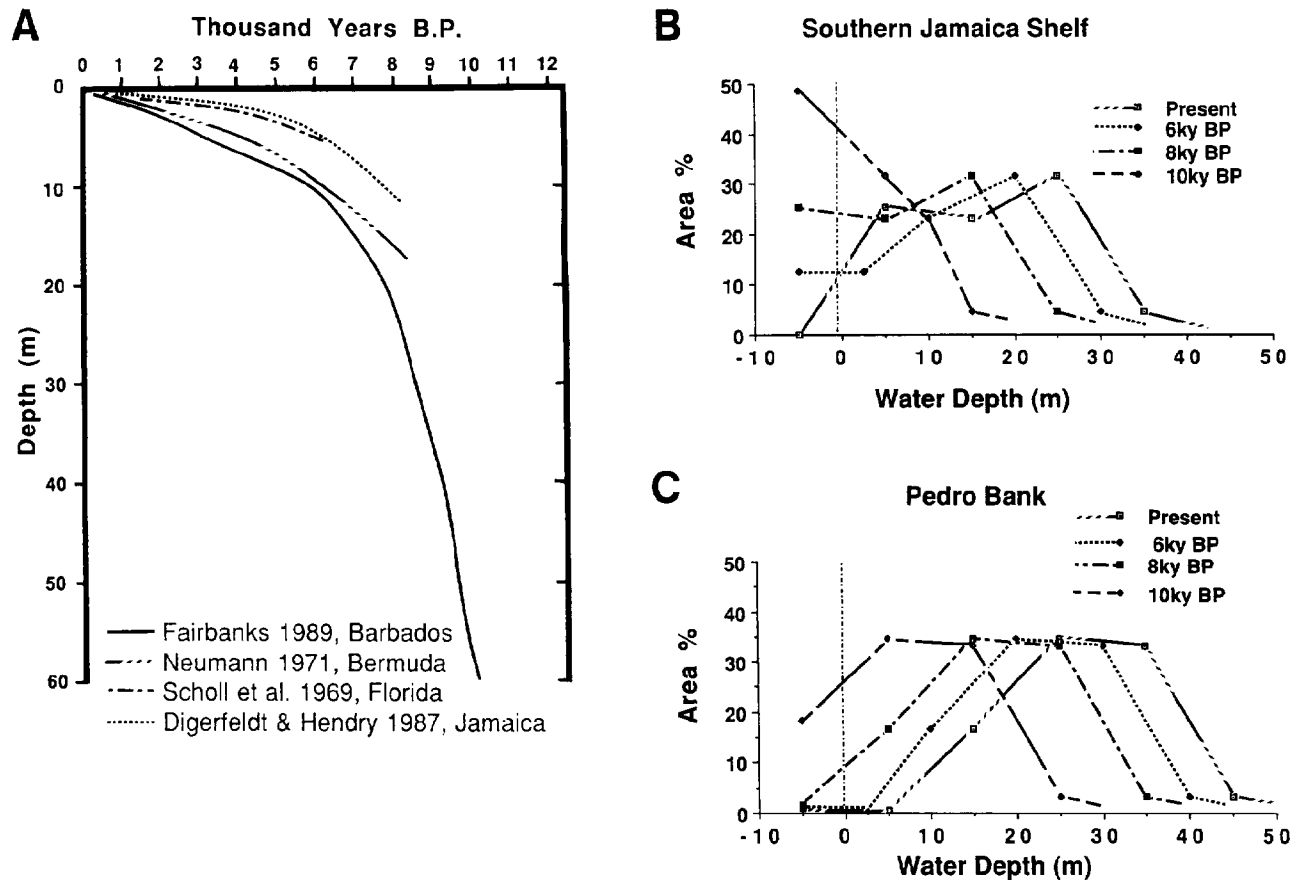 A
Thousand Years B.P.
0 1 2 3 4 5 6 7 8 9 10 11 12
0
10
20
30
40
50
60
Depth (m)
Fairbanks 1989, Barbados
Neumann 1971, Bermuda
Scholl et al. 1969, Florida
Digerfeldt & Hendry 1987, Jamaica
B
Southern Jamaica Shelf
50
40
30
20
10
0
Area %
Present
6ky BP
8ky BP
10ky BP
-10 0 10 20 30 40 50
Water Depth (m)
C
Pedro Bank
50
40
30
20
10
0
Area %
Present
6ky BP
8ky BP
10ky BP
-10 0 10 20 30 40 50
Water Depth (m)